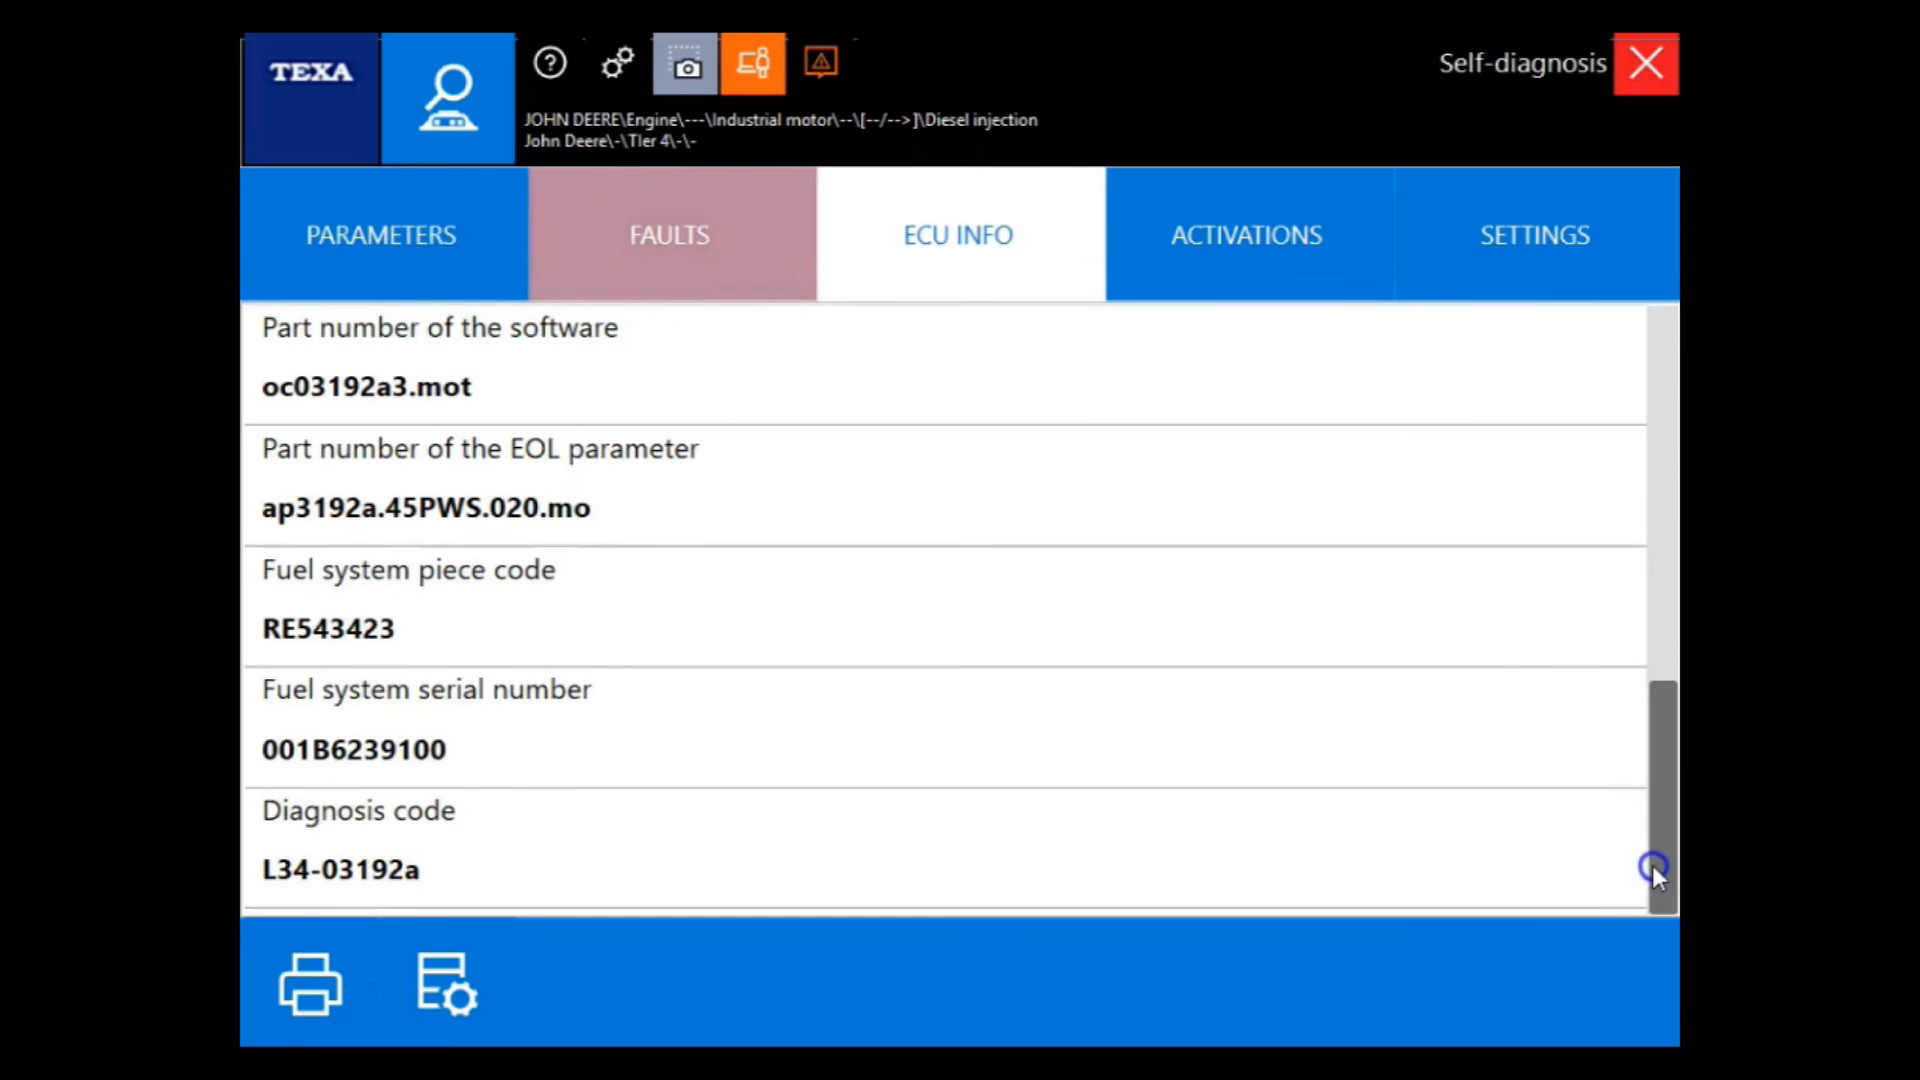 TEXA
Self-diagnosis
JOHN DEERE\Engine\---\Industrial motor\--\[--/-->]\Diesel injection
John Deere\-\TIer 4\-\-
PARAMETERS
FAULTS
ECU INFO
ACTIVATIONS
SETTINGS
Part number of the software
oc03192a3.mot
Part number of the EOL parameter
ap3192a.45PWS.020.mo
Fuel system piece code
RE543423
Fuel system serial number
001B6239100
Diagnosis code
L34-03192a